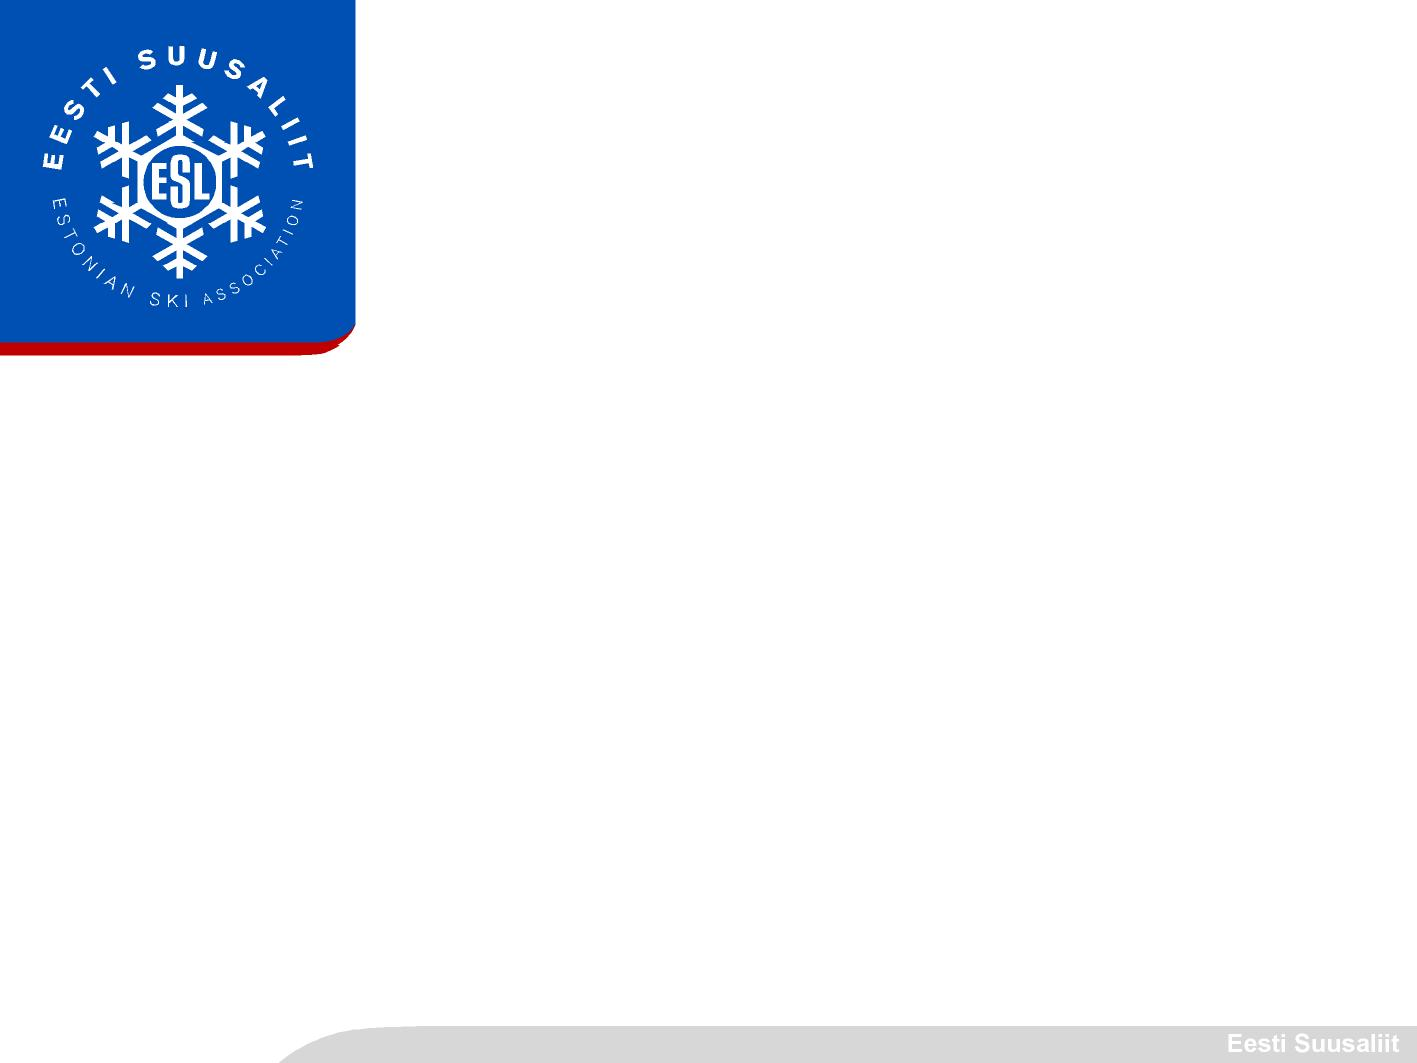 EESTI SUUSALIIT
ESL
ESTONIAN SKI ASSOCIATION
Eesti Suusaliit